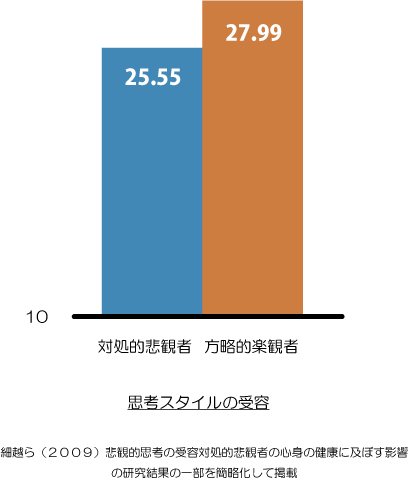 27.99
25.55
10
対処的悲観者 方略的楽観者
思考スタイルの受容
細越ら（２００９）悲観的思考の受容対処的悲観者の心身の健康に及ぼす影響
の研究結果の一部を簡略化して掲載